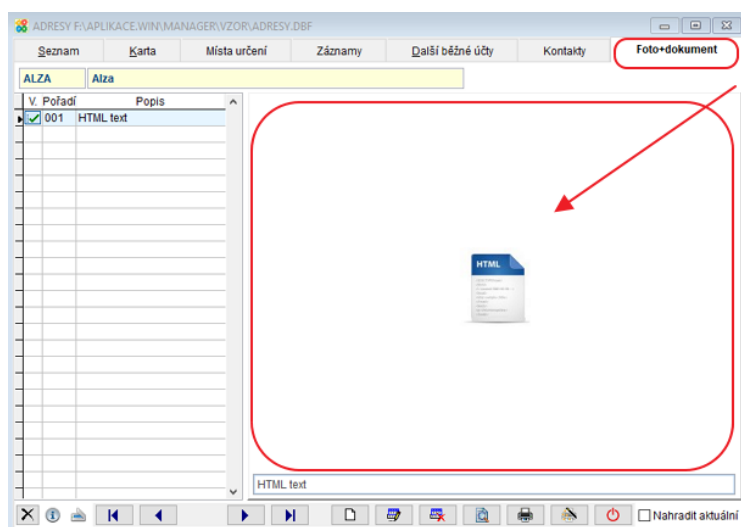 ADRESY F:\APLIKACE.WIN\MANAGER\VZOR\ADRESY.DBF
Seznam Karta Místa určení Záznamy Další běžné účty Kontakty Foto+dokument
ALZA Alza
V. Pořadí Popis
001 HTML text
HTML
HTML text
Nahradit aktuální